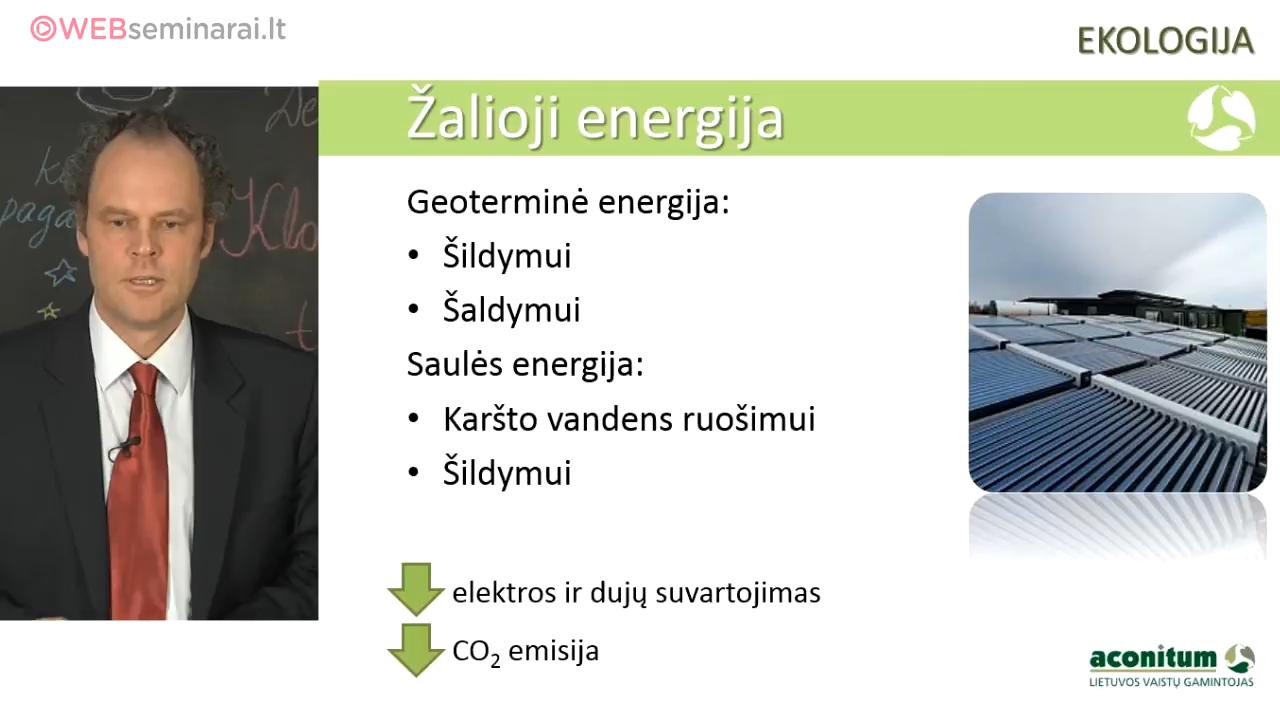 ©WEBseminarai.lt
EKOLOGIJA
Žalioji energija
Geoterminė energija:
• Šildymui
• Šaldymui
Saulės energija:
• Karšto vandens ruošimui
• Šildymui
elektros ir dujų suvartojimas
CO₂ emisija
aconitum
LIETUVOS VAISTŲ GAMINTOJAS